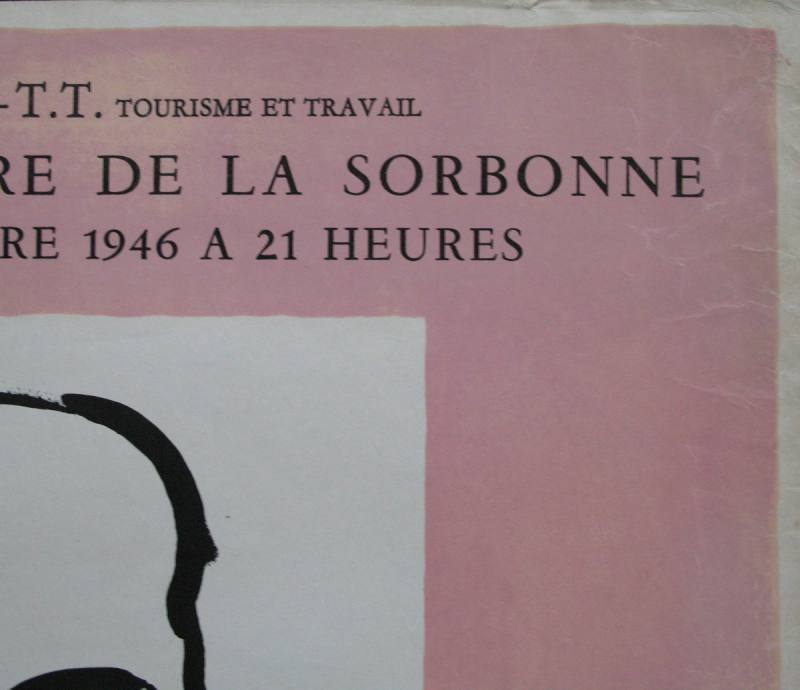 -T.T. TOURISME ET TRAVAIL
RE DE LA SORBONNE
RE 1946 A 21 HEURES